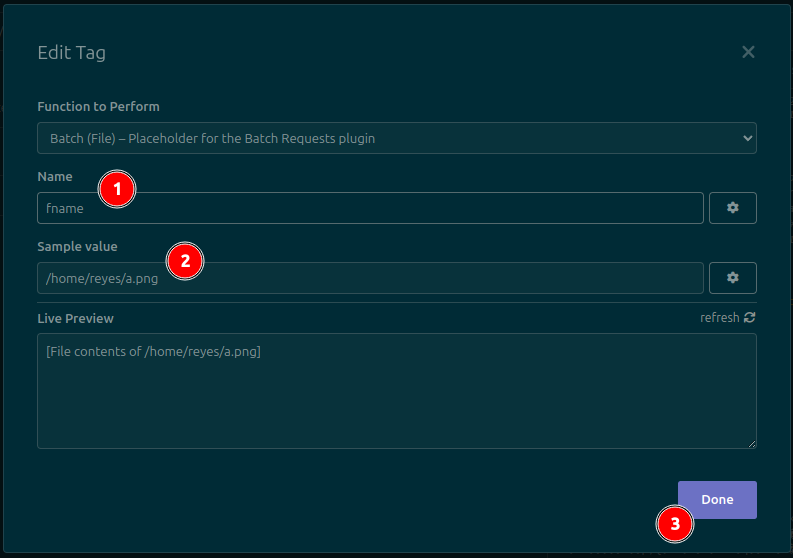 Edit Tag
Function to Perform
Batch (File) – Placeholder for the Batch Requests plugin
Name
1
fname
Sample value
2
/home/reyes/a.png
Live Preview
refresh
[File contents of /home/reyes/a.png]
Done
3